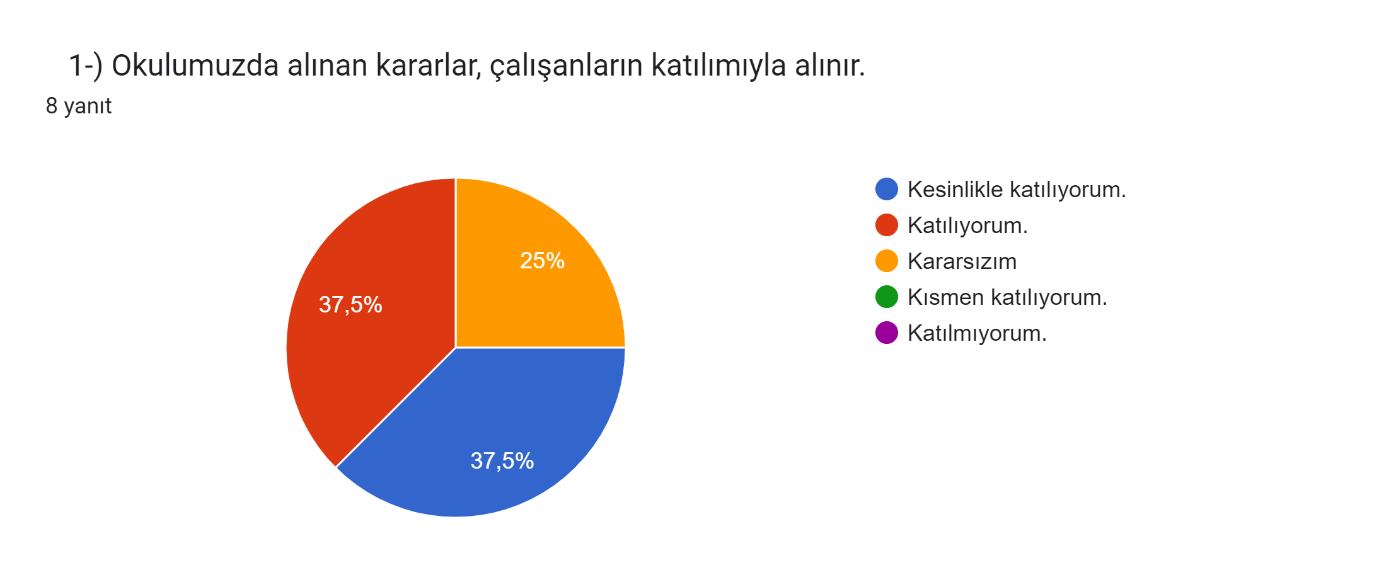 1-) Okulumuzda alınan kararlar, çalışanların katılımıyla alınır.
8 yanıt
25%
37,5%
37,5%
Kesinlikle katılıyorum.
Katılıyorum.
Kararsızım
Kısmen katılıyorum.
Katılmıyorum.